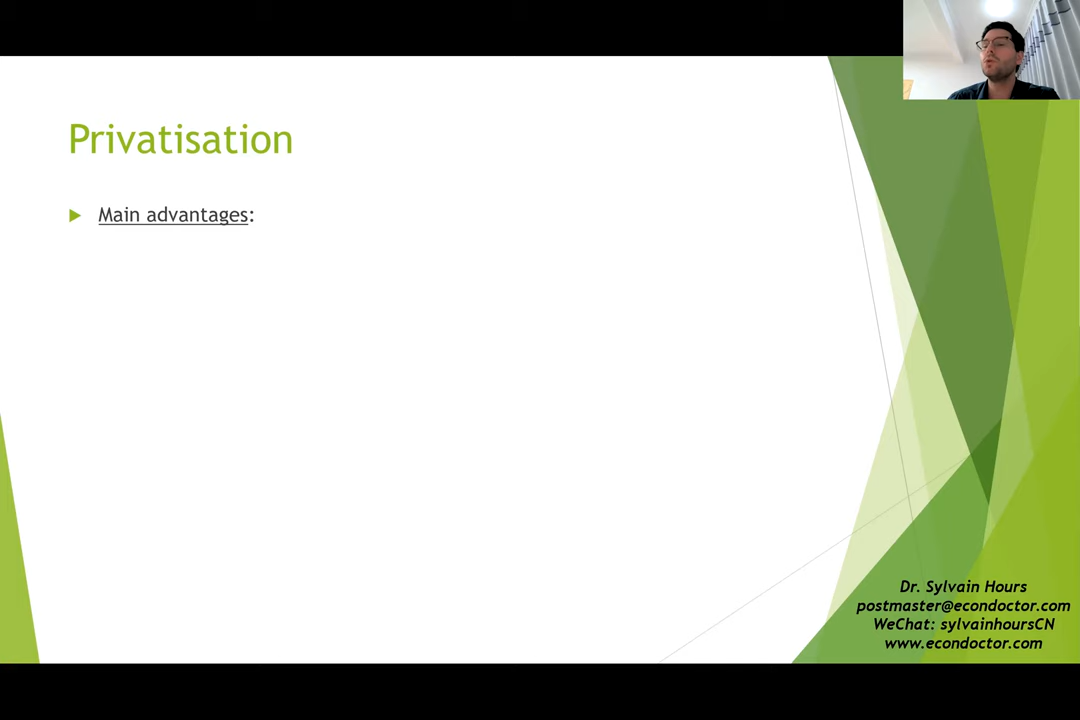 Privatisation
Main advantages:
Dr. Sylvain Hours
postmaster@econdoctor.com
WeChat: sylvainhoursCN
www.econdoctor.com